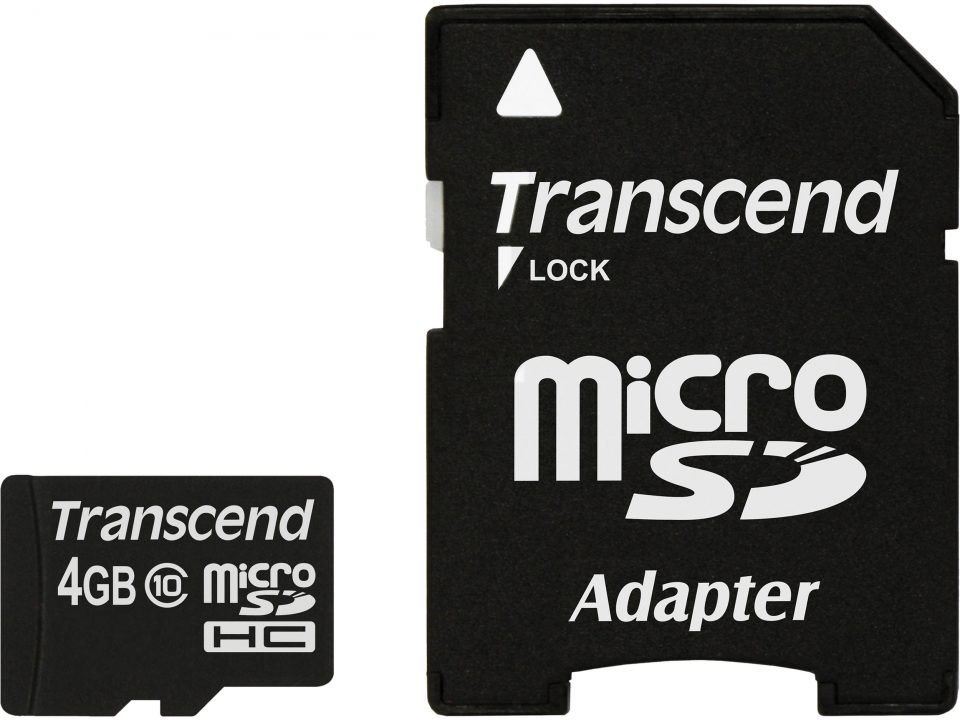 Transcend
LOCK
micro
SD
Adapter
Transcend
4GB 10 micro
SD
HC